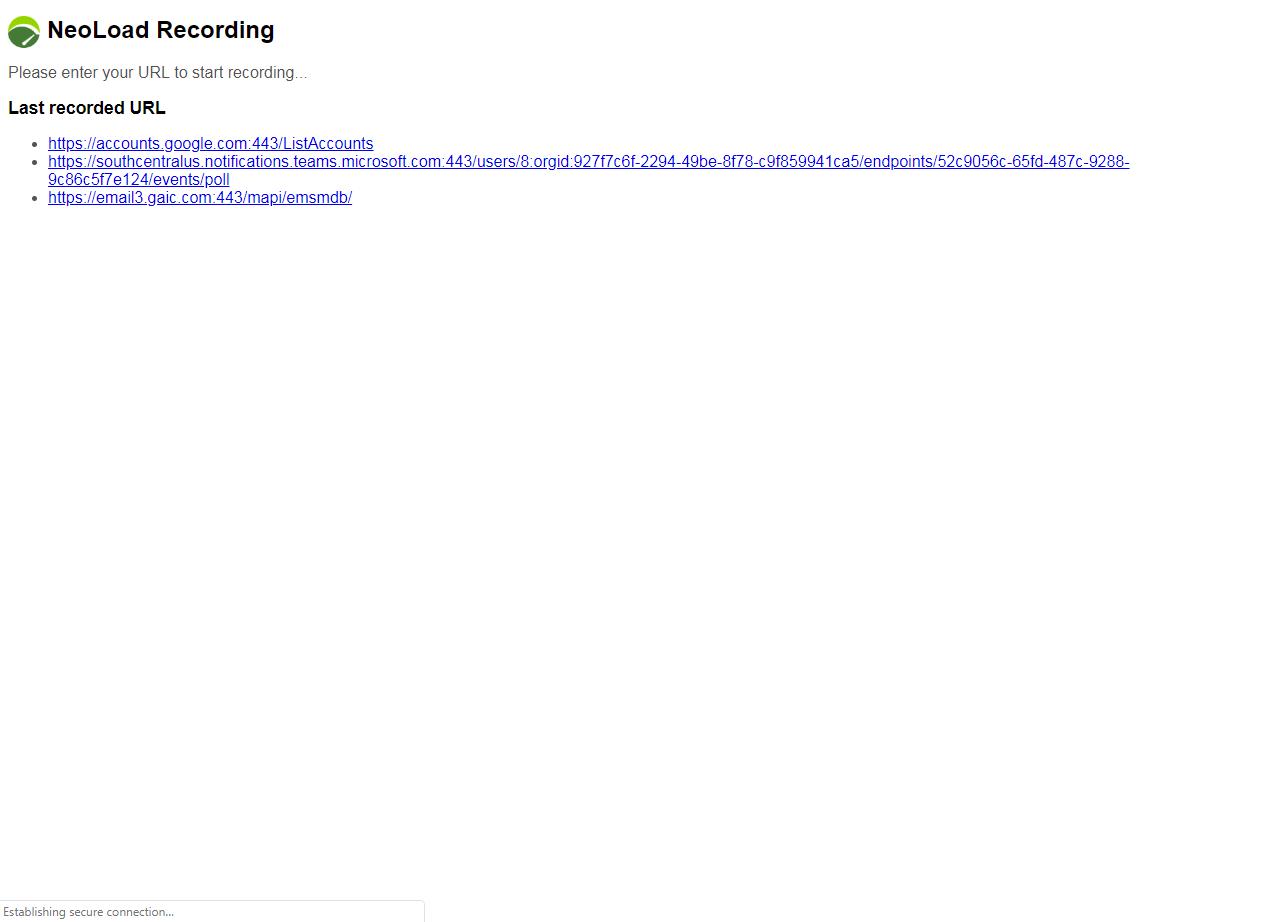 NeoLoad Recording
Please enter your URL to start recording...
Last recorded URL
https://accounts.google.com:443/ListAccounts
https://southcentralus.notifications.teams.microsoft.com:443/users/8:orgid:927f7c6f-2294-49be-8f78-c9f859941ca5/endpoints/52c9056c-65fd-487c-9288-
9c86c5f7e124/events/poll
https://email3.gaic.com:443/mapi/emsmdb/
Establishing secure connection...